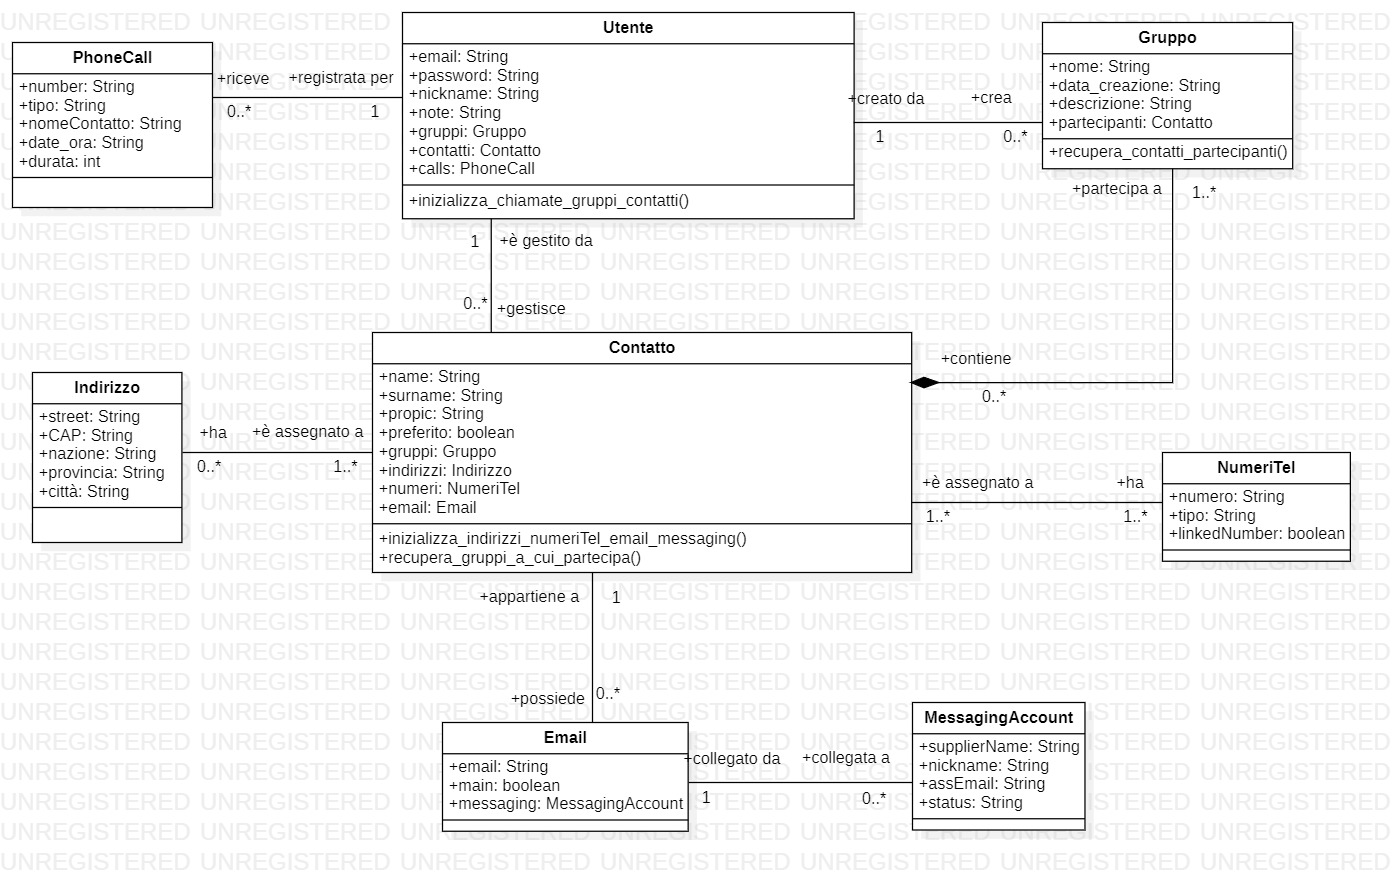 PhoneCall
+number: String
+tipo: String
+nomeContatto: String
+date_ora: String
+durata: int
+riceve
+registrata per
0..*
1
Utente
+email: String
+password: String
+nickname: String
+note: String
+gruppi: Gruppo
+contatti: Contatto
+calls: PhoneCall
+inizializza_chiamate_gruppi_contatti()
+creato da
+crea
1
0..*
Gruppo
+nome: String
+data_creazione: String
+descrizione: String
+partecipanti: Contatto
+recupera_contatti_partecipanti()
+partecipa a
1..*
1
+è gestito da
0..*
+gestisce
+contiene
0..*
Contatto
+name: String
+surname: String
+propic: String
+preferito: boolean
+gruppi: Gruppo
+indirizzi: Indirizzo
+numeri: NumeriTel
+email: Email
+inizializza_indirizzi_numeriTel_email_messaging()
+recupera_gruppi_a_cui_partecipa()
Indirizzo
+street: String
+CAP: String
+nazione: String
+provincia: String
+città: String
+ha
+è assegnato a
0..*
1..*
+è assegnato a
+ha
1..*
1..*
NumeriTel
+numero: String
+tipo: String
+linkedNumber: boolean
+appartiene a
1
+possiede
0..*
Email
+email: String
+main: boolean
+messaging: MessagingAccount
+collegato da
+collegata a
1
0..*
MessagingAccount
+supplierName: String
+nickname: String
+assEmail: String
+status: String
UNREGISTERED